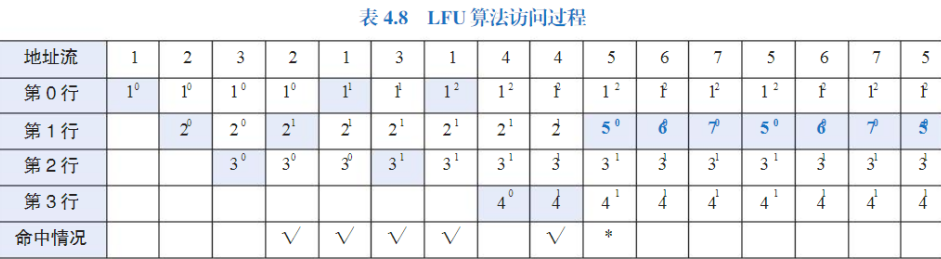 表 4.8 LFU 算法访问过程
地址流 1 2 3 2 1 3 1 4 4 5 6 7 5 6 7 5
第 0 行 1⁰ 1⁰ 1⁰ 1⁰ 1¹ 1¹ 1² 1² 1² 1² 1² 1² 1² 1² 1² 1²
第 1 行 2⁰ 2⁰ 2¹ 2¹ 2¹ 2¹ 2¹ 2¹ 5⁰ 6⁰ 7⁰ 5⁰ 6⁰ 7⁰ 5⁰
第 2 行 3⁰ 3⁰ 3⁰ 3¹ 3¹ 3¹ 3¹ 3¹ 3¹ 3¹ 3¹ 3¹ 3¹ 3¹
第 3 行 4⁰ 4¹ 4¹ 4¹ 4¹ 4¹ 4¹ 4¹ 4¹
命中情况 √ √ √ √ √ *